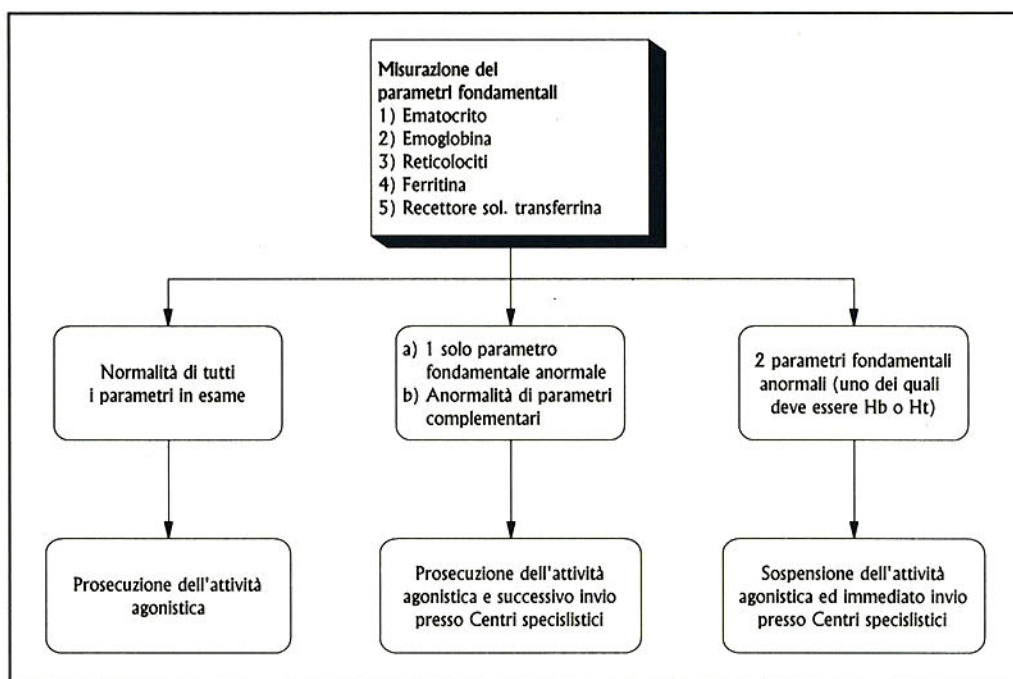 Misurazione dei
parametri fondamentali
1) Ematocrito
2) Emoglobina
3) Reticolociti
4) Ferritina
5) Recettore sol. transferrina
Normalità di tutti
i parametri in esame
a) 1 solo parametro
fondamentale anormale
b) Anormalità di parametri
complementari
2 parametri fondamentali
anormali (uno dei quali
deve essere Hb o Ht)
Prosecuzione dell'attività
agonistica
Prosecuzione dell'attività
agonistica e successivo invio
presso Centri specislistici
Sospensione dell'attività
agonistica ed immediato invio
presso Centri specislistici